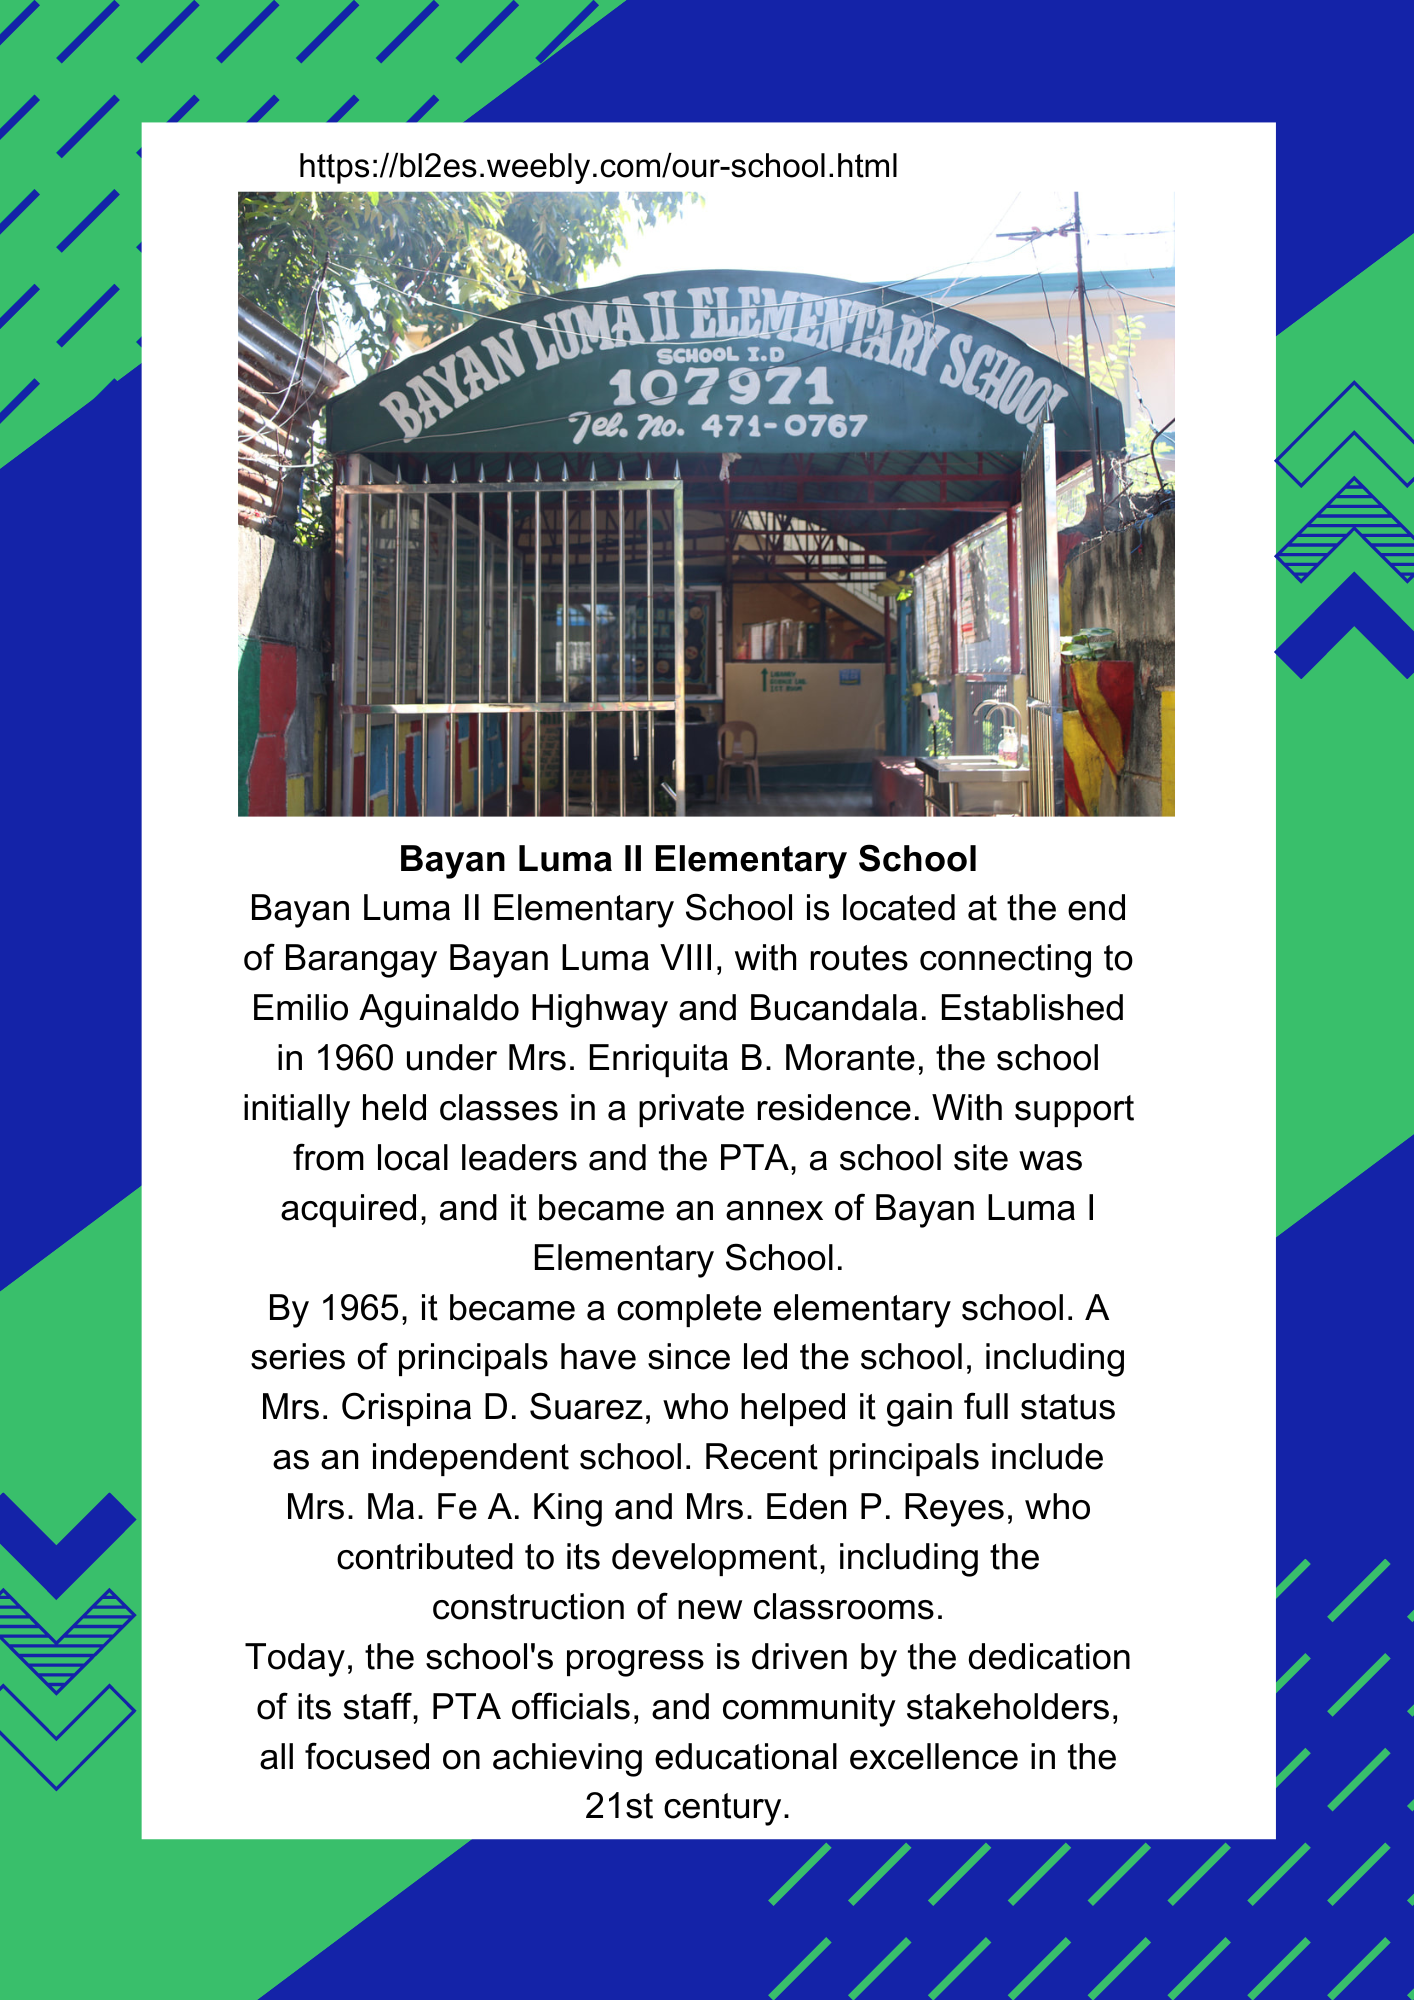 https://bl2es.weebly.com/our-school.html
BAYAN LUMA II ELEMENTARY SCHOOL
SCHOOL I.D
107971
Tel. No. 471-0767
Bayan Luma II Elementary School
Bayan Luma II Elementary School is located at the end
of Barangay Bayan Luma VIII, with routes connecting to
Emilio Aguinaldo Highway and Bucandala. Established
in 1960 under Mrs. Enriquita B. Morante, the school
initially held classes in a private residence. With support
from local leaders and the PTA, a school site was
acquired, and it became an annex of Bayan Luma I
Elementary School.
By 1965, it became a complete elementary school. A
series of principals have since led the school, including
Mrs. Crispina D. Suarez, who helped it gain full status
as an independent school. Recent principals include
Mrs. Ma. Fe A. King and Mrs. Eden P. Reyes, who
contributed to its development, including the
construction of new classrooms.
Today, the school's progress is driven by the dedication
of its staff, PTA officials, and community stakeholders,
all focused on achieving educational excellence in the
21st century.